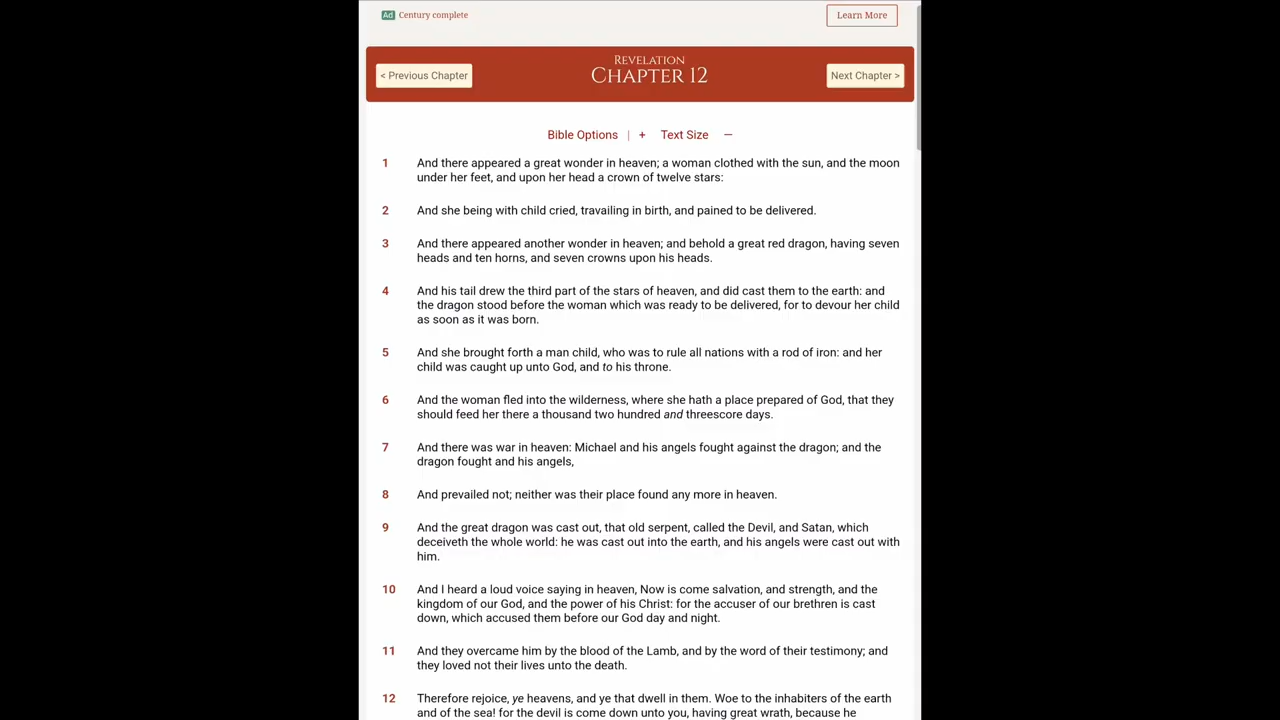 Ad Century complete
Learn More
< Previous Chapter
Revelation
Chapter 12
Next Chapter >
Bible Options | + Text Size −
1 And there appeared a great wonder in heaven; a woman clothed with the sun, and the moon
under her feet, and upon her head a crown of twelve stars:
2 And she being with child cried, travailing in birth, and pained to be delivered.
3 And there appeared another wonder in heaven; and behold a great red dragon, having seven
heads and ten horns, and seven crowns upon his heads.
4 And his tail drew the third part of the stars of heaven, and did cast them to the earth: and
the dragon stood before the woman which was ready to be delivered, for to devour her child
as soon as it was born.
5 And she brought forth a man child, who was to rule all nations with a rod of iron: and her
child was caught up unto God, and to his throne.
6 And the woman fled into the wilderness, where she hath a place prepared of God, that they
should feed her there a thousand two hundred and threescore days.
7 And there was war in heaven: Michael and his angels fought against the dragon; and the
dragon fought and his angels,
8 And prevailed not; neither was their place found any more in heaven.
9 And the great dragon was cast out, that old serpent, called the Devil, and Satan, which
deceiveth the whole world: he was cast out into the earth, and his angels were cast out with
him.
10 And I heard a loud voice saying in heaven, Now is come salvation, and strength, and the
kingdom of our God, and the power of his Christ: for the accuser of our brethren is cast
down, which accused them before our God day and night.
11 And they overcame him by the blood of the Lamb, and by the word of their testimony; and
they loved not their lives unto the death.
12 Therefore rejoice, ye heavens, and ye that dwell in them. Woe to the inhabiters of the earth
and of the sea! for the devil is come down unto you, having great wrath, because he